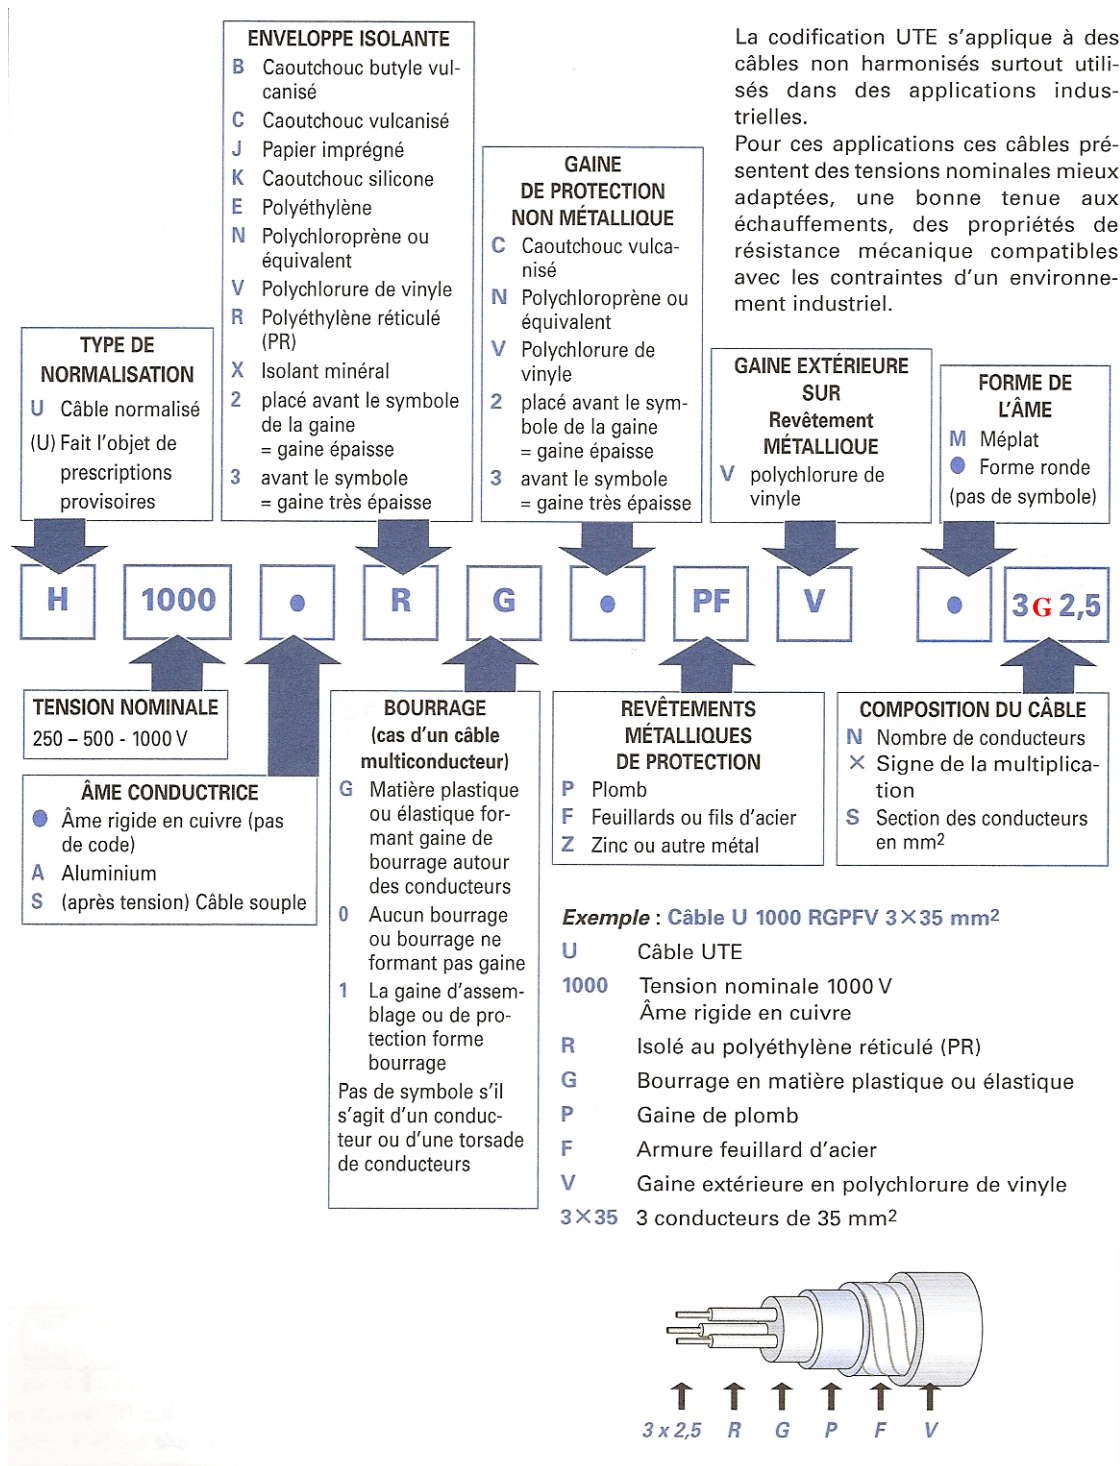 La codification UTE s'applique à des
câbles non harmonisés surtout utili-
sés dans des applications indus-
trielles.
Pour ces applications ces câbles pré-
sentent des tensions nominales mieux
adaptées, une bonne tenue aux
échauffements, des propriétés de
résistance mécanique compatibles
avec les contraintes d'un environne-
ment industriel.
TYPE DE
NORMALISATION
U Câble normalisé
(U) Fait l'objet de
prescriptions
provisoires
ENVELOPPE ISOLANTE
B Caoutchouc butyle vul-
canisé
C Caoutchouc vulcanisé
J Papier imprégné
K Caoutchouc silicone
E Polyéthylène
N Polychloroprène ou
équivalent
V Polychlorure de vinyle
R Polyéthylène réticulé
(PR)
X Isolant minéral
2 placé avant le symbole
de la gaine
= gaine épaisse
3 avant le symbole
= gaine très épaisse
GAINE
DE PROTECTION
NON MÉTALLIQUE
C Caoutchouc vulca-
nisé
N Polychloroprène ou
équivalent
V Polychlorure de
vinyle
2 placé avant le sym-
bole de la gaine
= gaine épaisse
3 avant le symbole
= gaine très épaisse
GAINE EXTÉRIEURE
SUR
Revêtement
MÉTALLIQUE
V polychlorure de
vinyle
FORME DE
L'ÂME
M Méplat
● Forme ronde
(pas de symbole)
H 1000 ● R G ● PF V ● 3 G 2,5
TENSION NOMINALE
250 – 500 - 1000 V
ÂME CONDUCTRICE
● Âme rigide en cuivre (pas
de code)
A Aluminium
S (après tension) Câble souple
BOURRAGE
(cas d'un câble
multiconducteur)
G Matière plastique
ou élastique for-
mant gaine de
bourrage autour
des conducteurs
0 Aucun bourrage
ou bourrage ne
formant pas gaine
1 La gaine d'assem-
blage ou de pro-
tection forme
bourrage
Pas de symbole s'il
s'agit d'un conduc-
teur ou d'une torsade
de conducteurs
REVÊTEMENTS
MÉTALLIQUES
DE PROTECTION
P Plomb
F Feuillards ou fils d'acier
Z Zinc ou autre métal
COMPOSITION DU CÂBLE
N Nombre de conducteurs
× Signe de la multiplica-
tion
S Section des conducteurs
en mm²
Exemple : Câble U 1000 RGPFV 3×35 mm²
U Câble UTE
1000 Tension nominale 1000 V
Âme rigide en cuivre
R Isolé au polyéthylène réticulé (PR)
G Bourrage en matière plastique ou élastique
P Gaine de plomb
F Armure feuillard d'acier
V Gaine extérieure en polychlorure de vinyle
3×35 3 conducteurs de 35 mm²
3 x 2,5 R G P F V